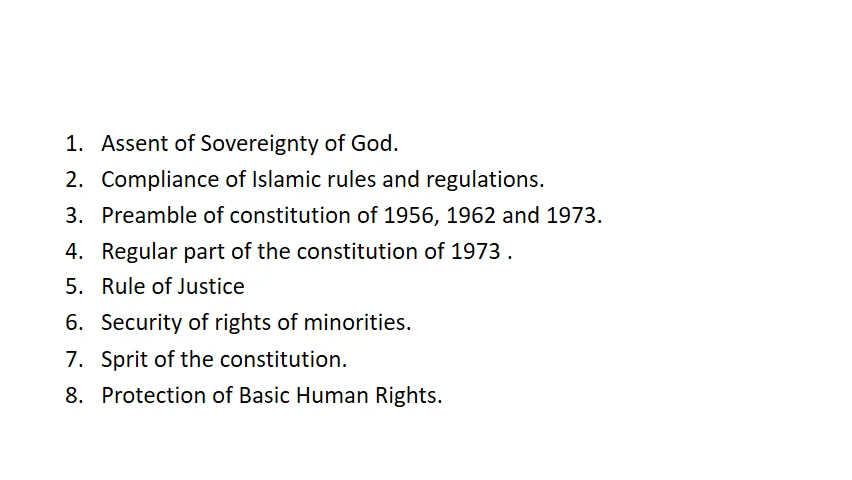 1. Assent of Sovereignty of God.
2. Compliance of Islamic rules and regulations.
3. Preamble of constitution of 1956, 1962 and 1973.
4. Regular part of the constitution of 1973 .
5. Rule of Justice
6. Security of rights of minorities.
7. Sprit of the constitution.
8. Protection of Basic Human Rights.